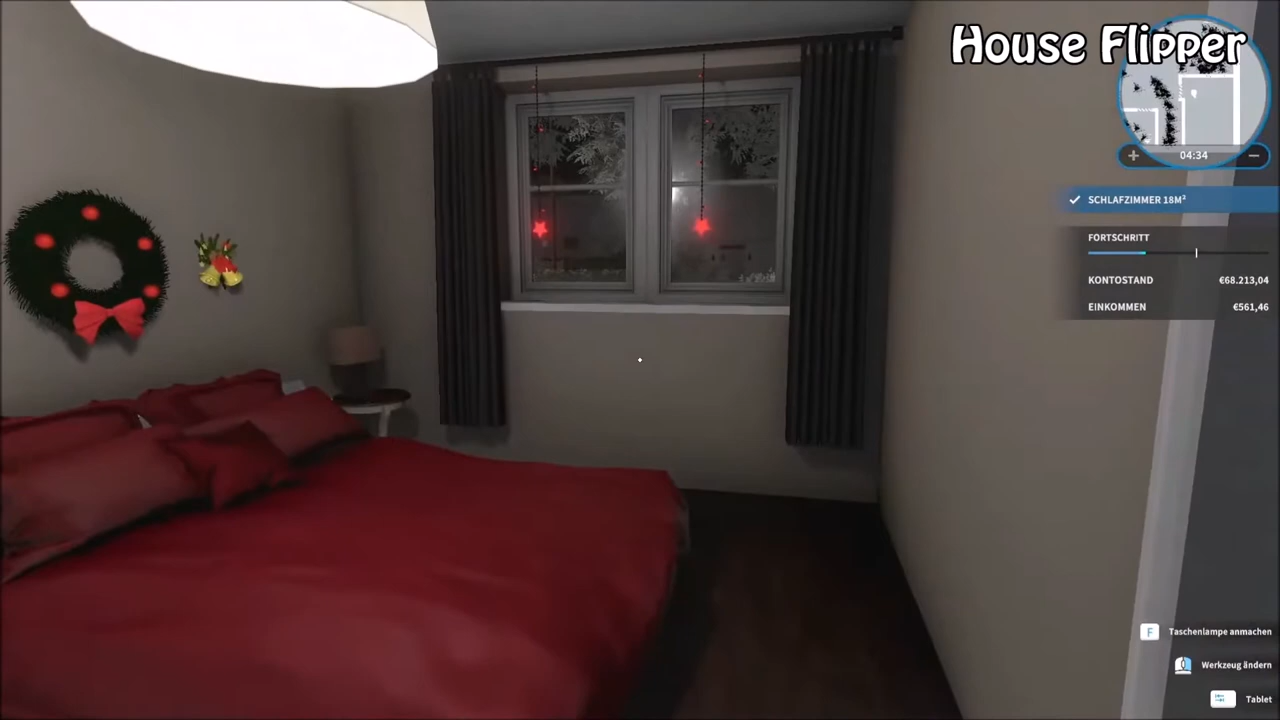 House Flipper
+ 04:34 −
SCHLAFZIMMER 18M²
FORTSCHRITT
KONTOSTAND €68.213,04
EINKOMMEN €561,46
F Taschenlampe anmachen
Werkzeug ändern
Tablet